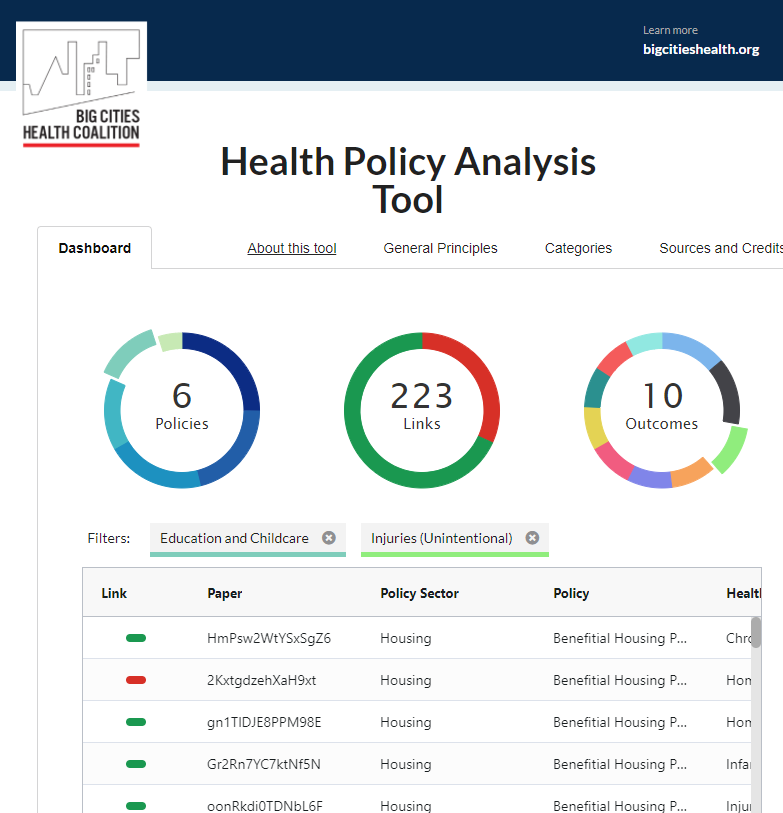 Learn more
bigcitieshealth.org
BIG CITIES
HEALTH COALITION
Health Policy Analysis
Tool
Dashboard About this tool General Principles Categories Sources and Credits
6
Policies
223
Links
10
Outcomes
Filters: Education and Childcare Injuries (Unintentional)
Link Paper Policy Sector Policy Health
HmPsw2WtYSxSgZ6 Housing Benefitial Housing P... Chro
2KxtgdzehXaH9xt Housing Benefitial Housing P... Hom
gn1TIDJE8PPM98E Housing Benefitial Housing P... Hom
Gr2Rn7YC7ktNf5N Housing Benefitial Housing P... Infa
oonRkdi0TDNbL6F Housing Benefitial Housing P... Inju